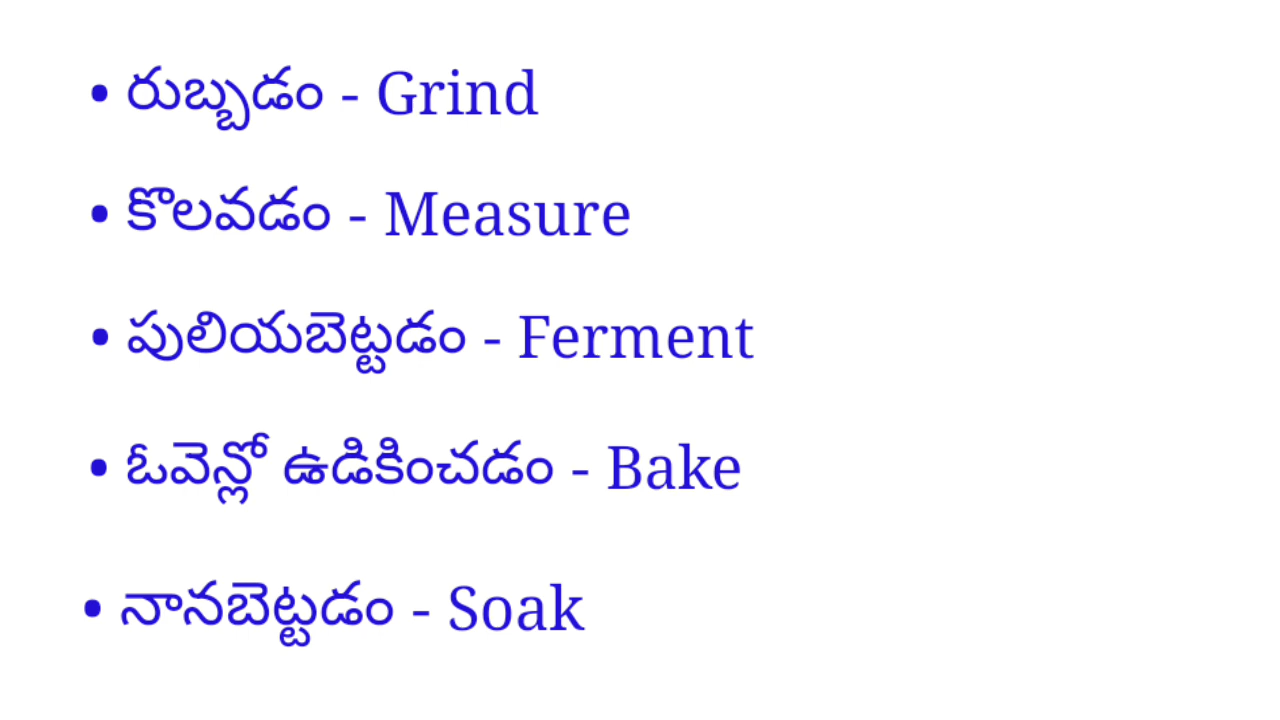 • రుబ్బడం - Grind
• కొలవడం - Measure
• పులియబెట్టడం - Ferment
• ఓవెన్లో ఉడికించడం - Bake
• నానబెట్టడం - Soak